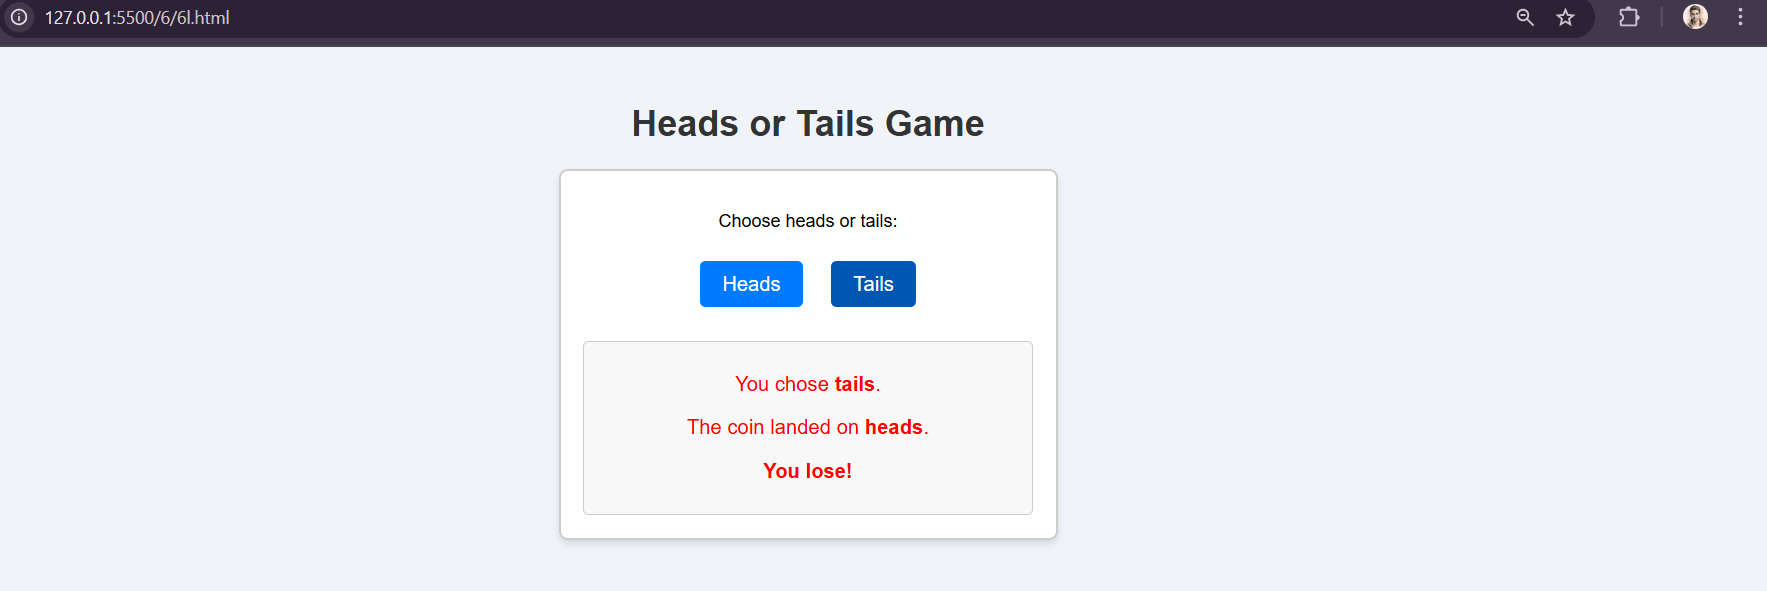 127.0.0.1:5500/6/6l.html
Heads or Tails Game
Choose heads or tails:
Heads Tails
You chose tails.
The coin landed on heads.
You lose!